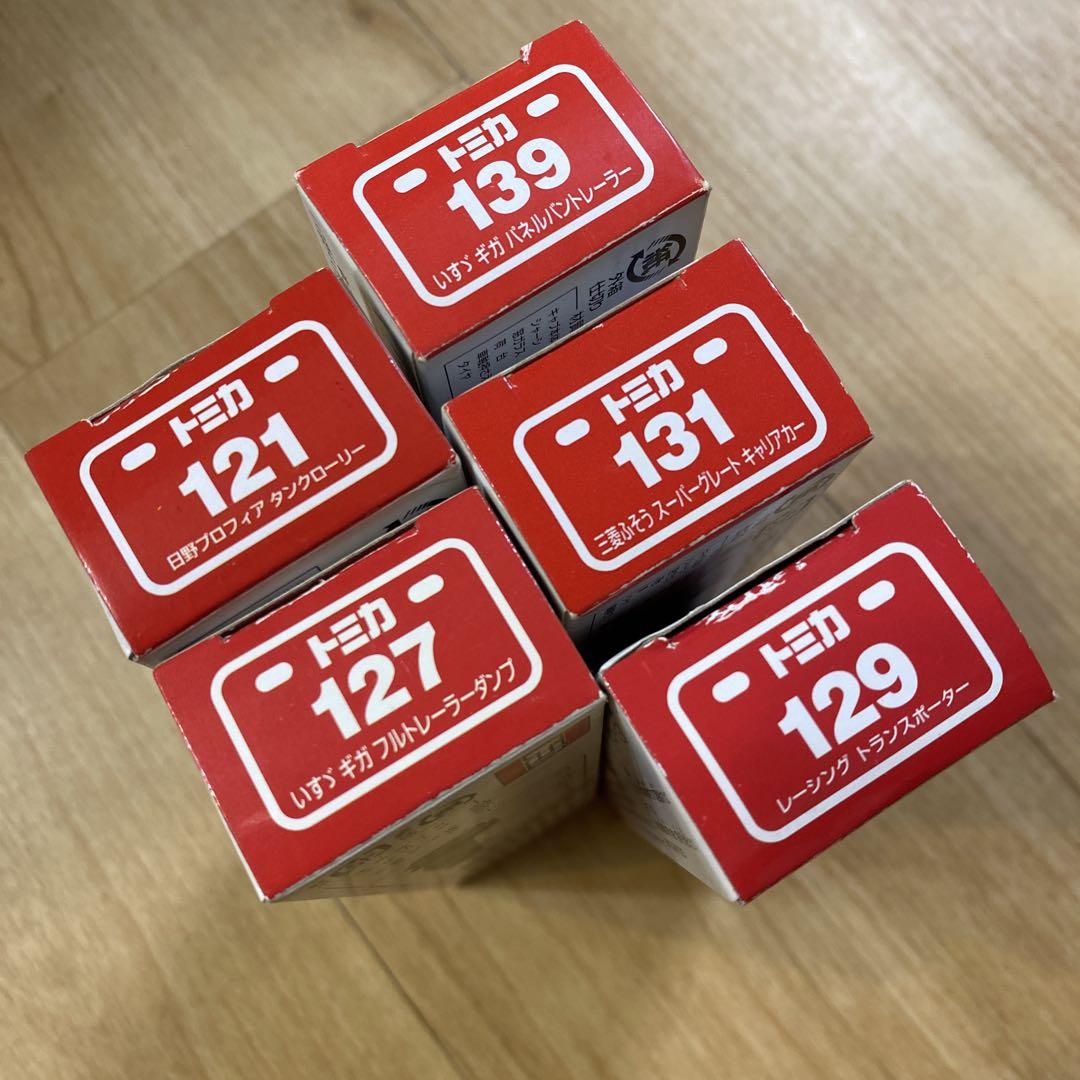 トミカ
139
いすゞ ギガ パネルバントレーラー
外箱
仕切り
トミカ
121
日野プロフィア タンクローリー
トミカ
131
三菱ふそう スーパーグレート キャリアカー
トミカ
127
いすゞ ギガ フルトレーラーダンプ
トミカ
129
レーシング トランスポーター